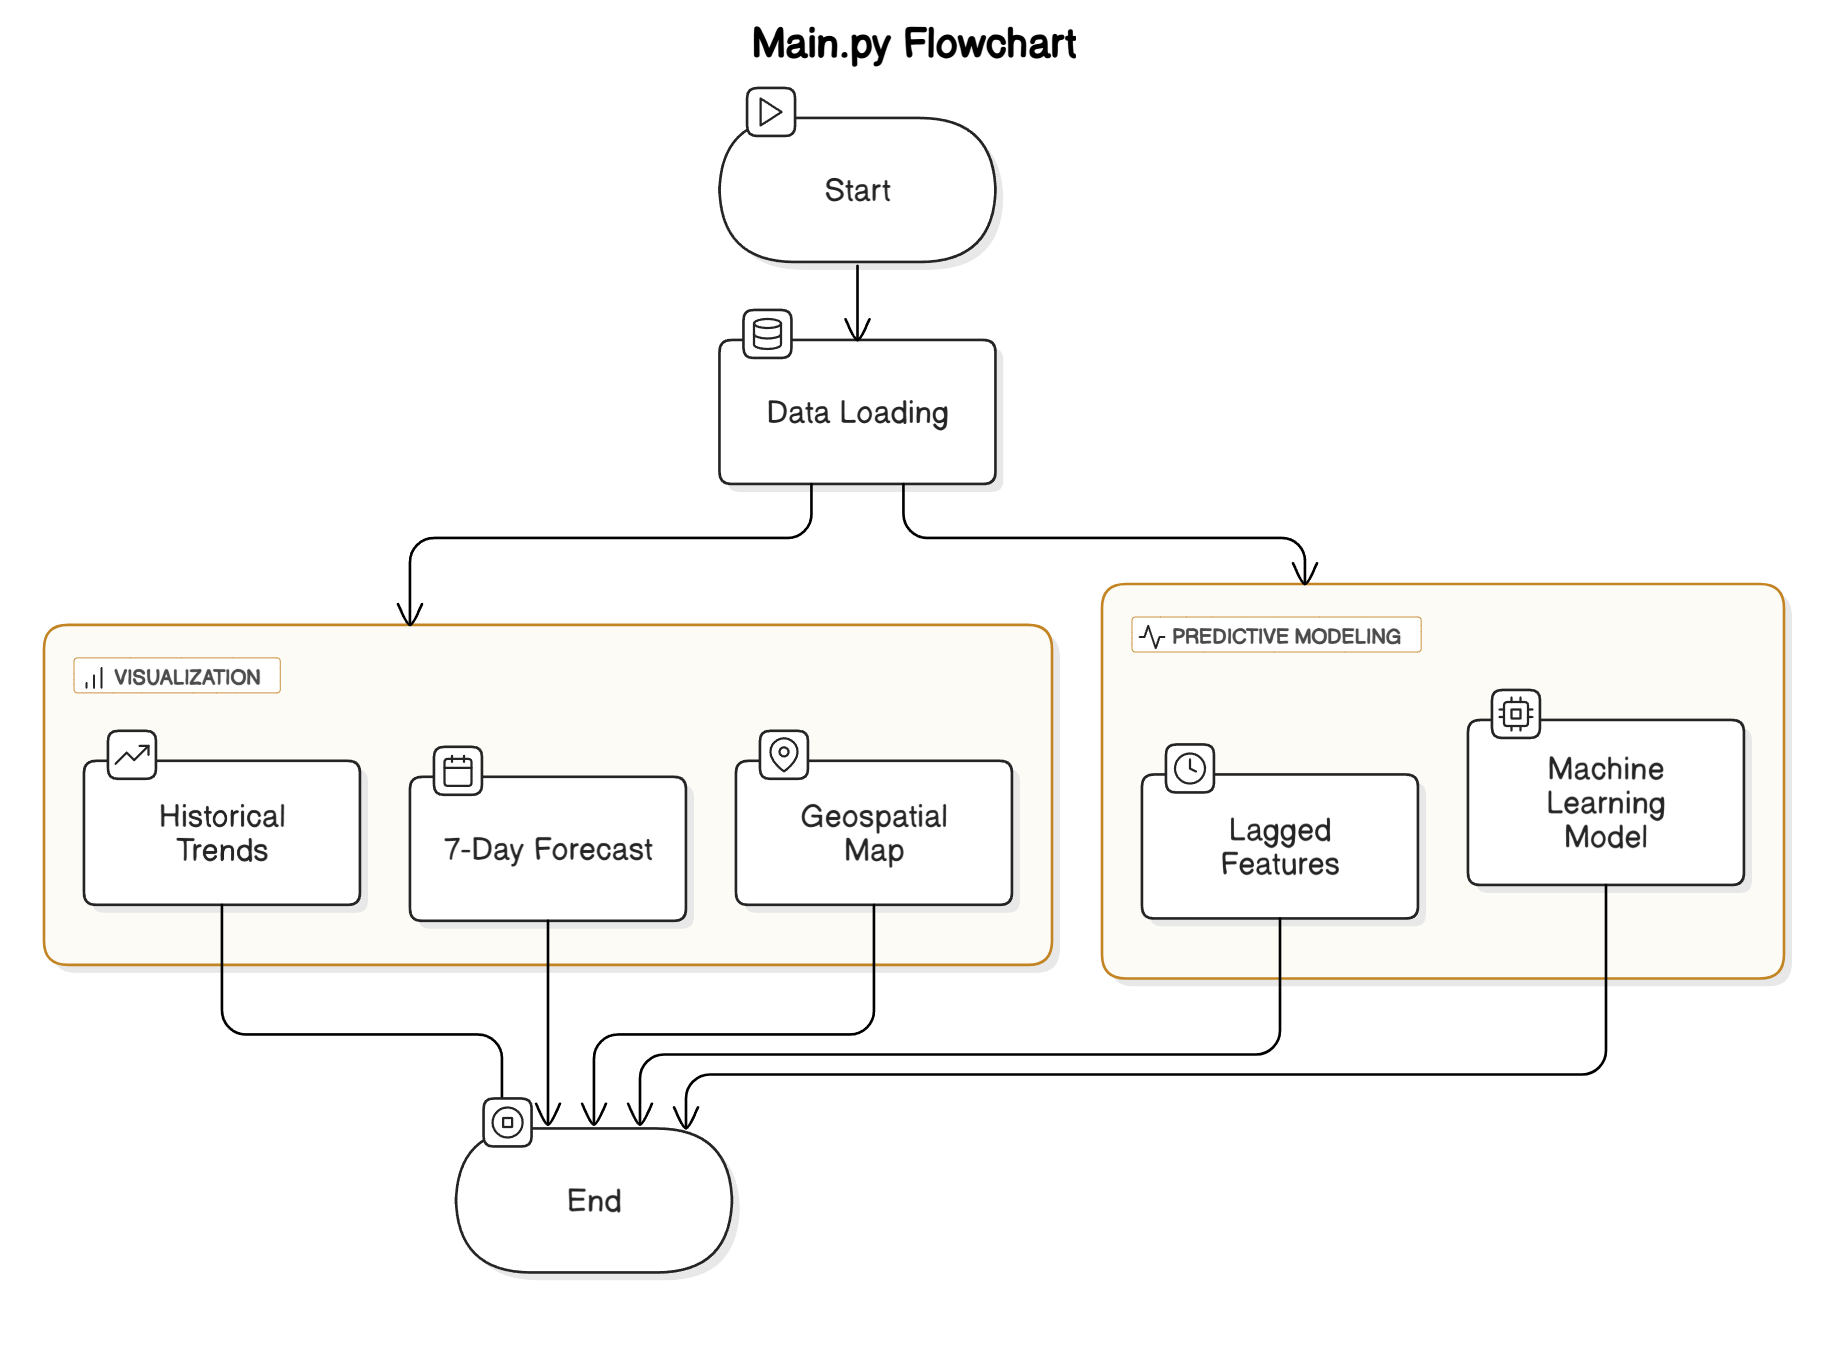 Main.py Flowchart
Start
Data Loading
VISUALIZATION
Historical
Trends
7-Day Forecast
Geospatial
Map
PREDICTIVE MODELING
Lagged
Features
Machine
Learning
Model
End